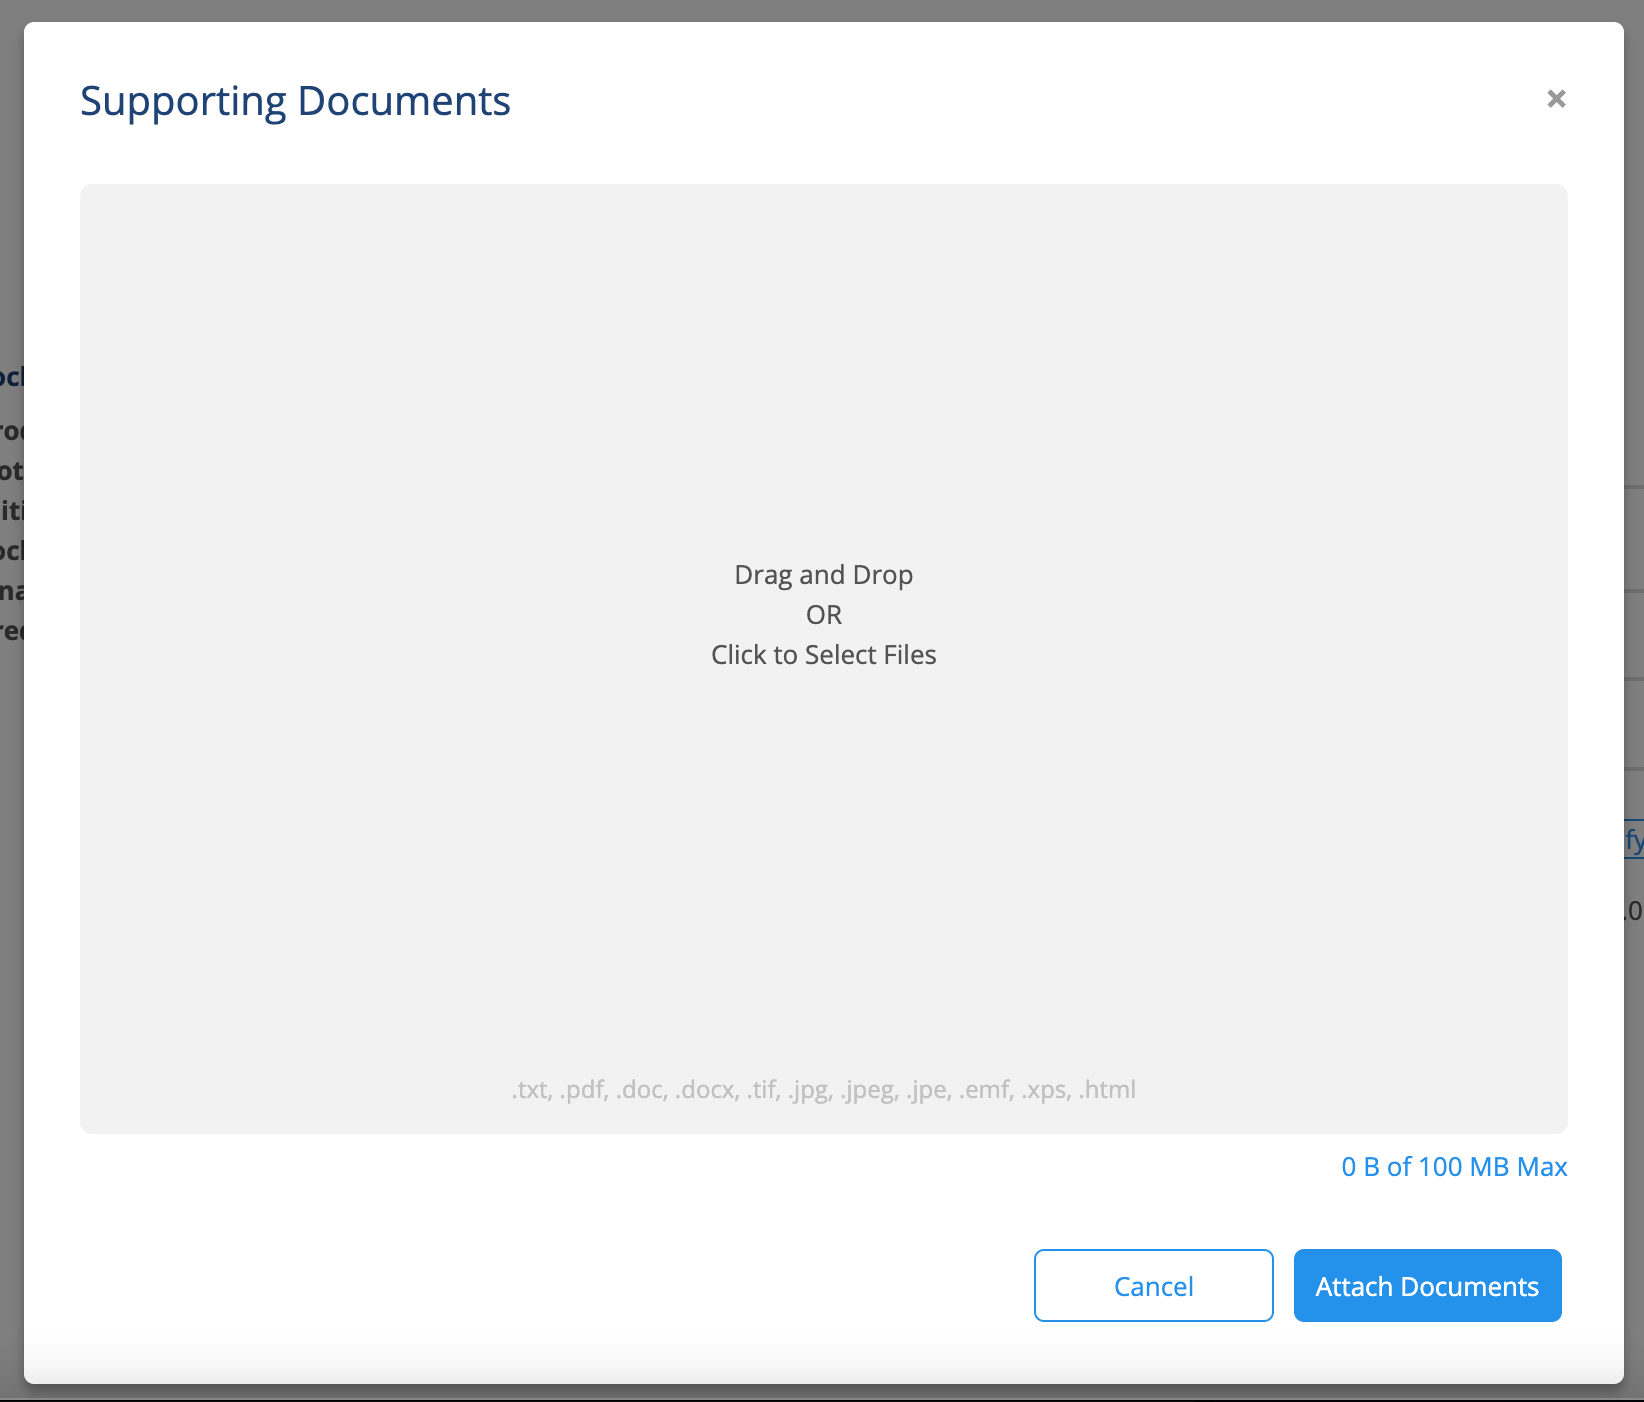 Supporting Documents
Drag and Drop
OR
Click to Select Files
.txt, .pdf, .doc, .docx, .tif, .jpg, .jpeg, .jpe, .emf, .xps, .html
0 B of 100 MB Max
Cancel
Attach Documents